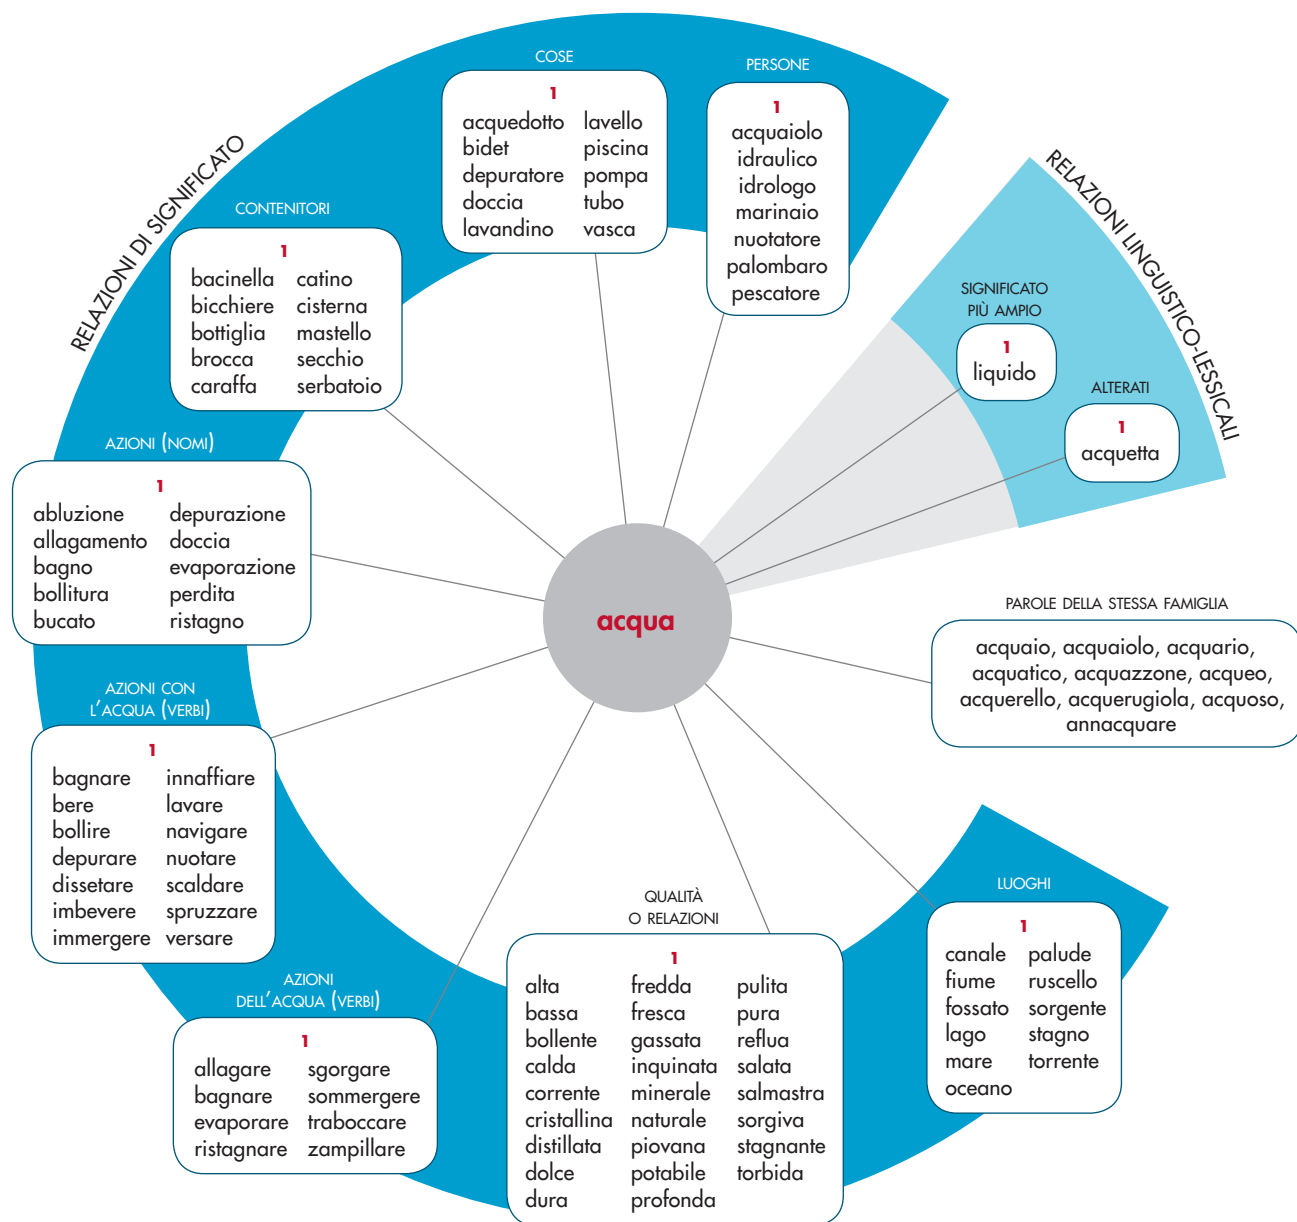 RELAZIONI DI SIGNIFICATO
COSE
1
acquedotto lavello
bidet piscina
depuratore pompa
doccia tubo
lavandino vasca
PERSONE
1
acquaiolo
idraulico
idrologo
marinaio
nuotatore
palombaro
pescatore
CONTENITORI
1
bacinella catino
bicchiere cisterna
bottiglia mastello
brocca secchio
caraffa serbatoio
RELAZIONI LINGUISTICO-LESSICALI
SIGNIFICATO
PIÙ AMPIO
1
liquido
ALTERATI
1
acquetta
AZIONI (NOMI)
1
abluzione depurazione
allagamento doccia
bagno evaporazione
bollitura perdita
bucato ristagno
acqua
PAROLE DELLA STESSA FAMIGLIA
acquaio, acquaiolo, acquario,
acquatico, acquazzone, acqueo,
acquerello, acquerugiola, acquoso,
annacquare
AZIONI CON
L'ACQUA (VERBI)
1
bagnare innaffiare
bere lavare
bollire navigare
depurare nuotare
dissetare scaldare
imbevere spruzzare
immergere versare
AZIONI
DELL'ACQUA (VERBI)
1
allagare sgorgare
bagnare sommergere
evaporare traboccare
ristagnare zampillare
QUALITÀ
O RELAZIONI
1
alta fredda pulita
bassa fresca pura
bollente gassata reflua
calda inquinata salata
corrente minerale salmastra
cristallina naturale sorgiva
distillata piovana stagnante
dolce potabile torbida
dura profonda
LUOGHI
1
canale palude
fiume ruscello
fossato sorgente
lago stagno
mare torrente
oceano